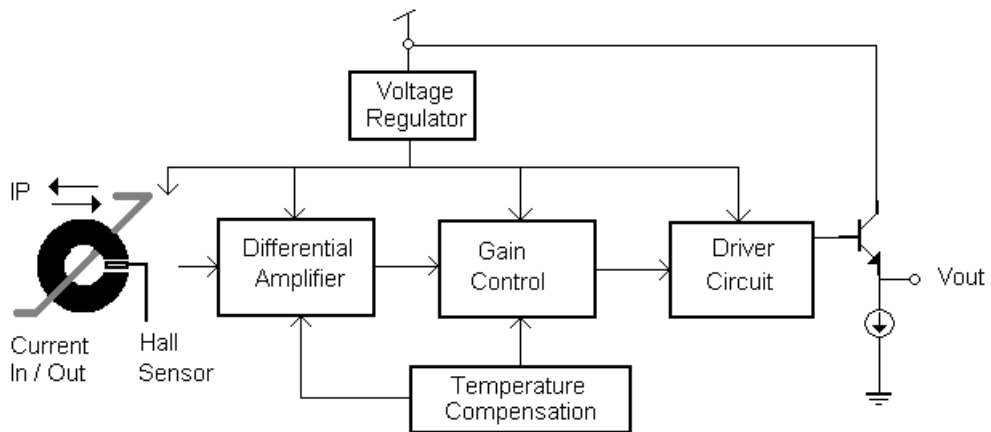 Voltage
Regulator
IP
Differential
Amplifier
Gain
Control
Driver
Circuit
Vout
Current
In / Out
Hall
Sensor
Temperature
Compensation